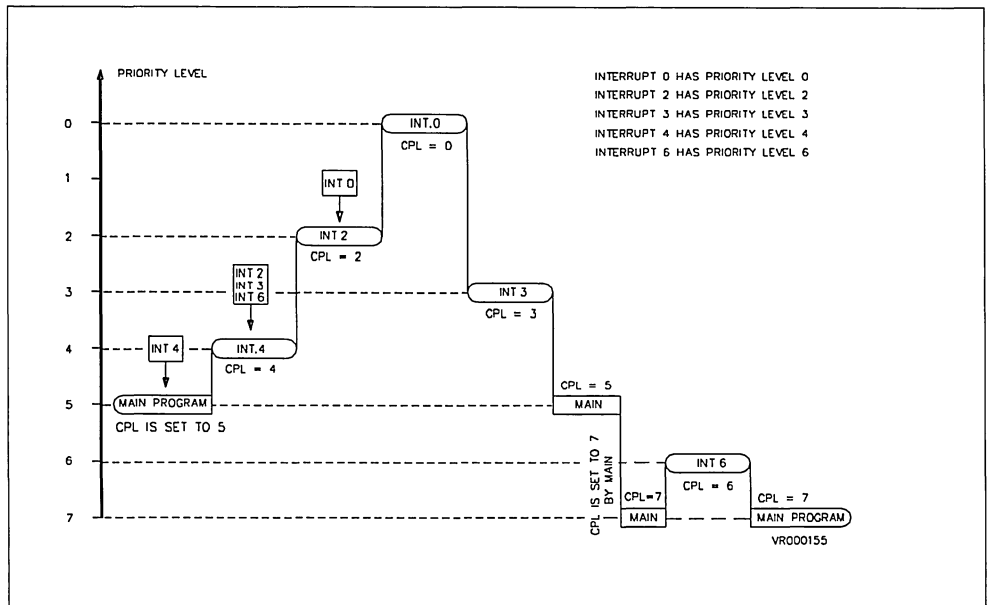 PRIORITY LEVEL
INTERRUPT 0 HAS PRIORITY LEVEL 0
INTERRUPT 2 HAS PRIORITY LEVEL 2
INTERRUPT 3 HAS PRIORITY LEVEL 3
INTERRUPT 4 HAS PRIORITY LEVEL 4
INTERRUPT 6 HAS PRIORITY LEVEL 6
0
INT.0
CPL = 0
1
INT 0
2
INT 2
CPL = 2
INT 2
INT 3
INT 6
3
INT 3
CPL = 3
INT 4
4
INT.4
CPL = 4
CPL = 5
5
MAIN PROGRAM
MAIN
CPL IS SET TO 5
CPL IS SET TO 7
BY MAIN
6
INT 6
CPL = 6
CPL=7
CPL = 7
7
MAIN
MAIN PROGRAM
VR000155